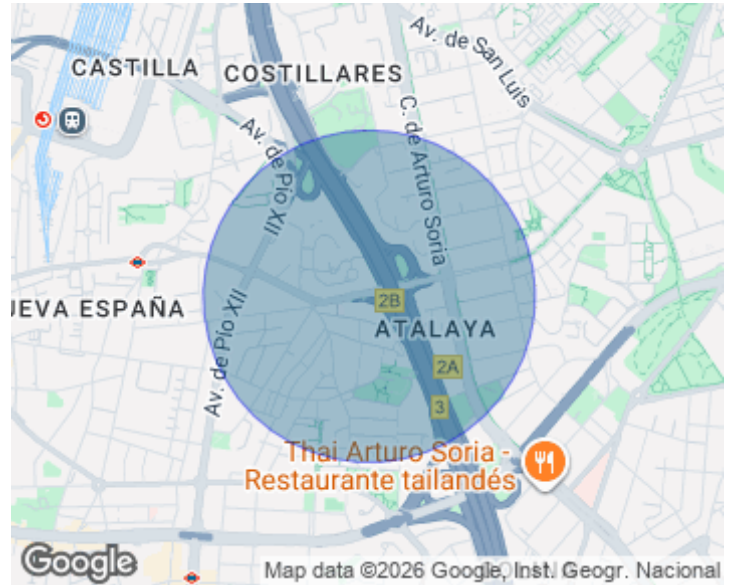 Av. de San Luis
CASTILLA
COSTILLARES
C. de Arturo Soria
Av. de Pío XII
UEVA ESPAÑA
2B
ATALAYA
Av. de Pío XII
2A
3
Thai Arturo Soria -
Restaurante tailandés
Google
Map data ©2026 Google, Inst. Geogr. Nacional